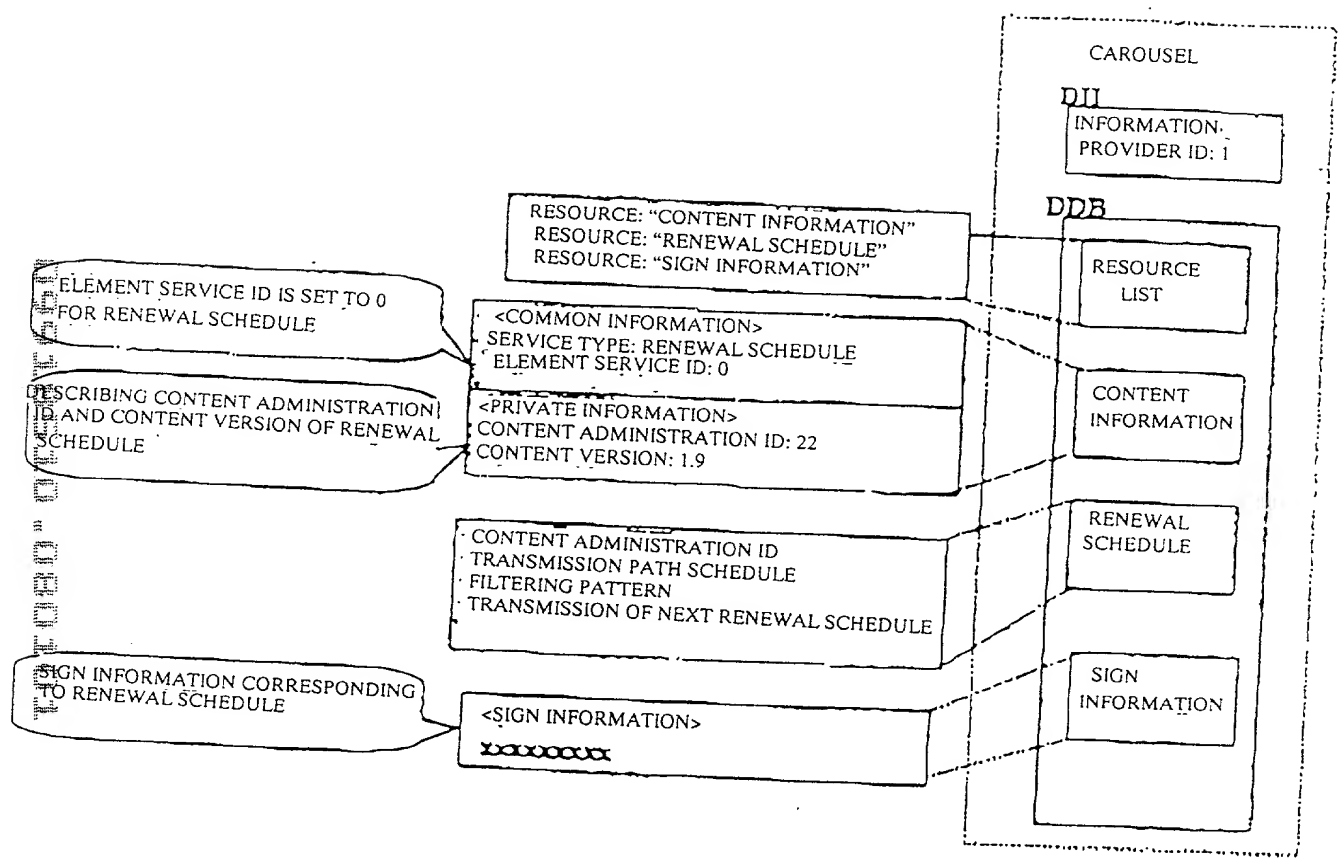 CAROUSEL
DII
INFORMATION
PROVIDER ID: 1
DDB
RESOURCE: “CONTENT INFORMATION”
RESOURCE: “RENEWAL SCHEDULE”
RESOURCE: “SIGN INFORMATION”
RESOURCE
LIST
ELEMENT SERVICE ID IS SET TO 0
FOR RENEWAL SCHEDULE
<COMMON INFORMATION>
SERVICE TYPE: RENEWAL SCHEDULE
ELEMENT SERVICE ID: 0
DESCRIBING CONTENT ADMINISTRATION
ID AND CONTENT VERSION OF RENEWAL
SCHEDULE
<PRIVATE INFORMATION>
CONTENT ADMINISTRATION ID: 22
CONTENT VERSION: 1.9
CONTENT
INFORMATION
· CONTENT ADMINISTRATION ID
· TRANSMISSION PATH SCHEDULE
· FILTERING PATTERN
· TRANSMISSION OF NEXT RENEWAL SCHEDULE
RENEWAL
SCHEDULE
SIGN INFORMATION CORRESPONDING
TO RENEWAL SCHEDULE
<SIGN INFORMATION>
SIGN
INFORMATION